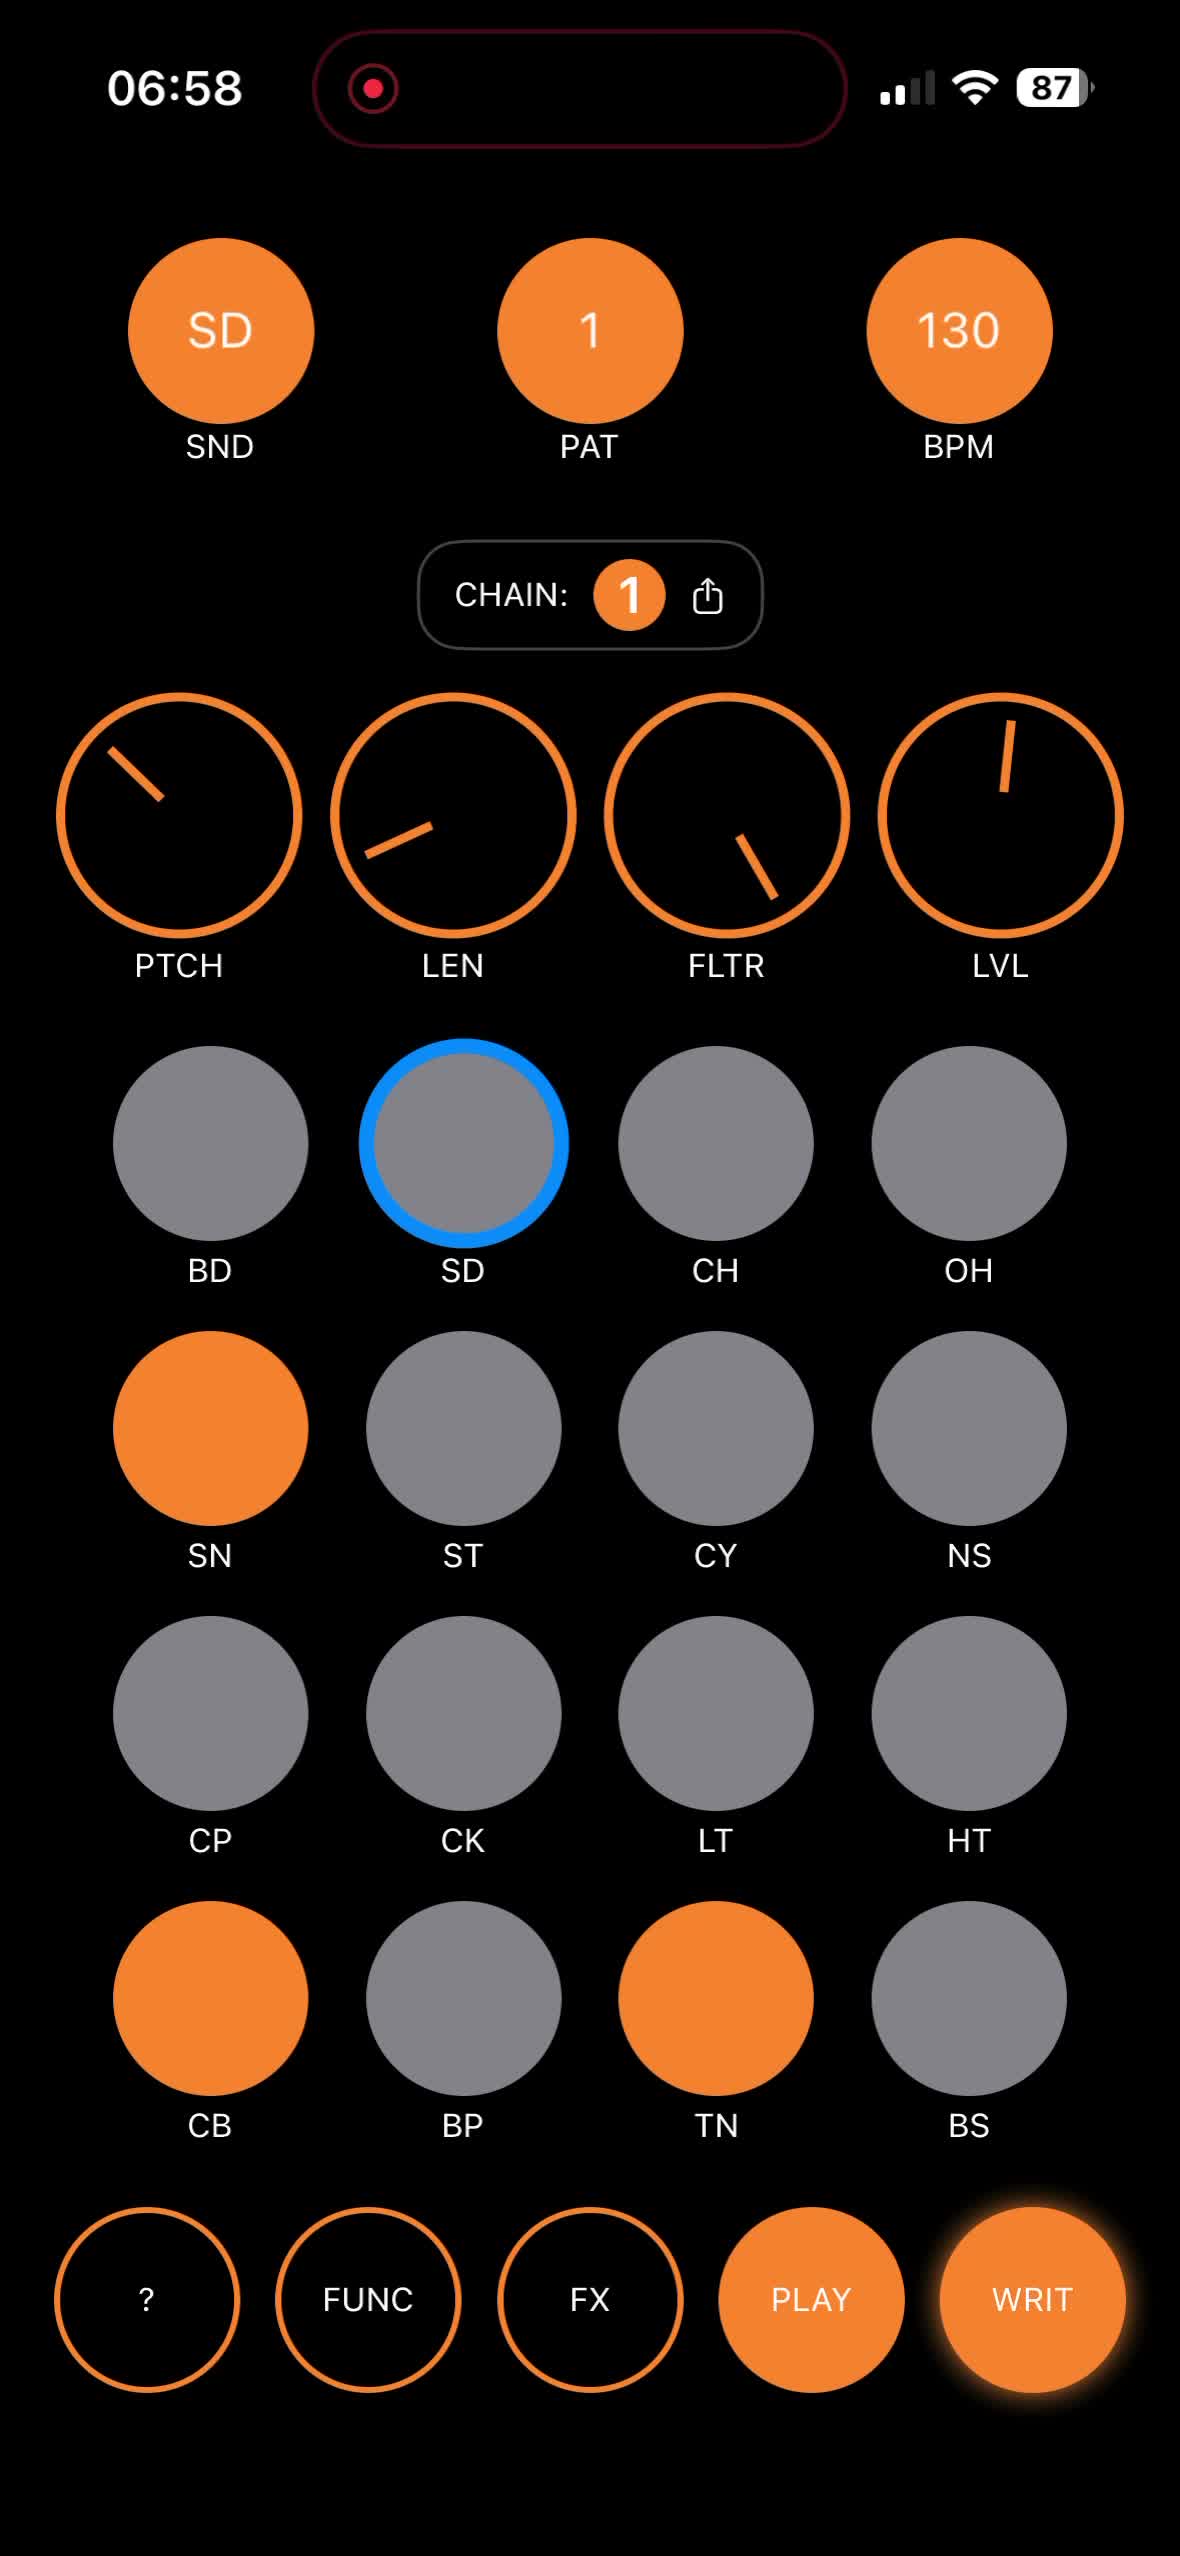 06:58 87
SD 1 130
SND PAT BPM
CHAIN: 1
PTCH LEN FLTR LVL
BD SD CH OH
SN ST CY NS
CP CK LT HT
CB BP TN BS
? FUNC FX PLAY WRIT